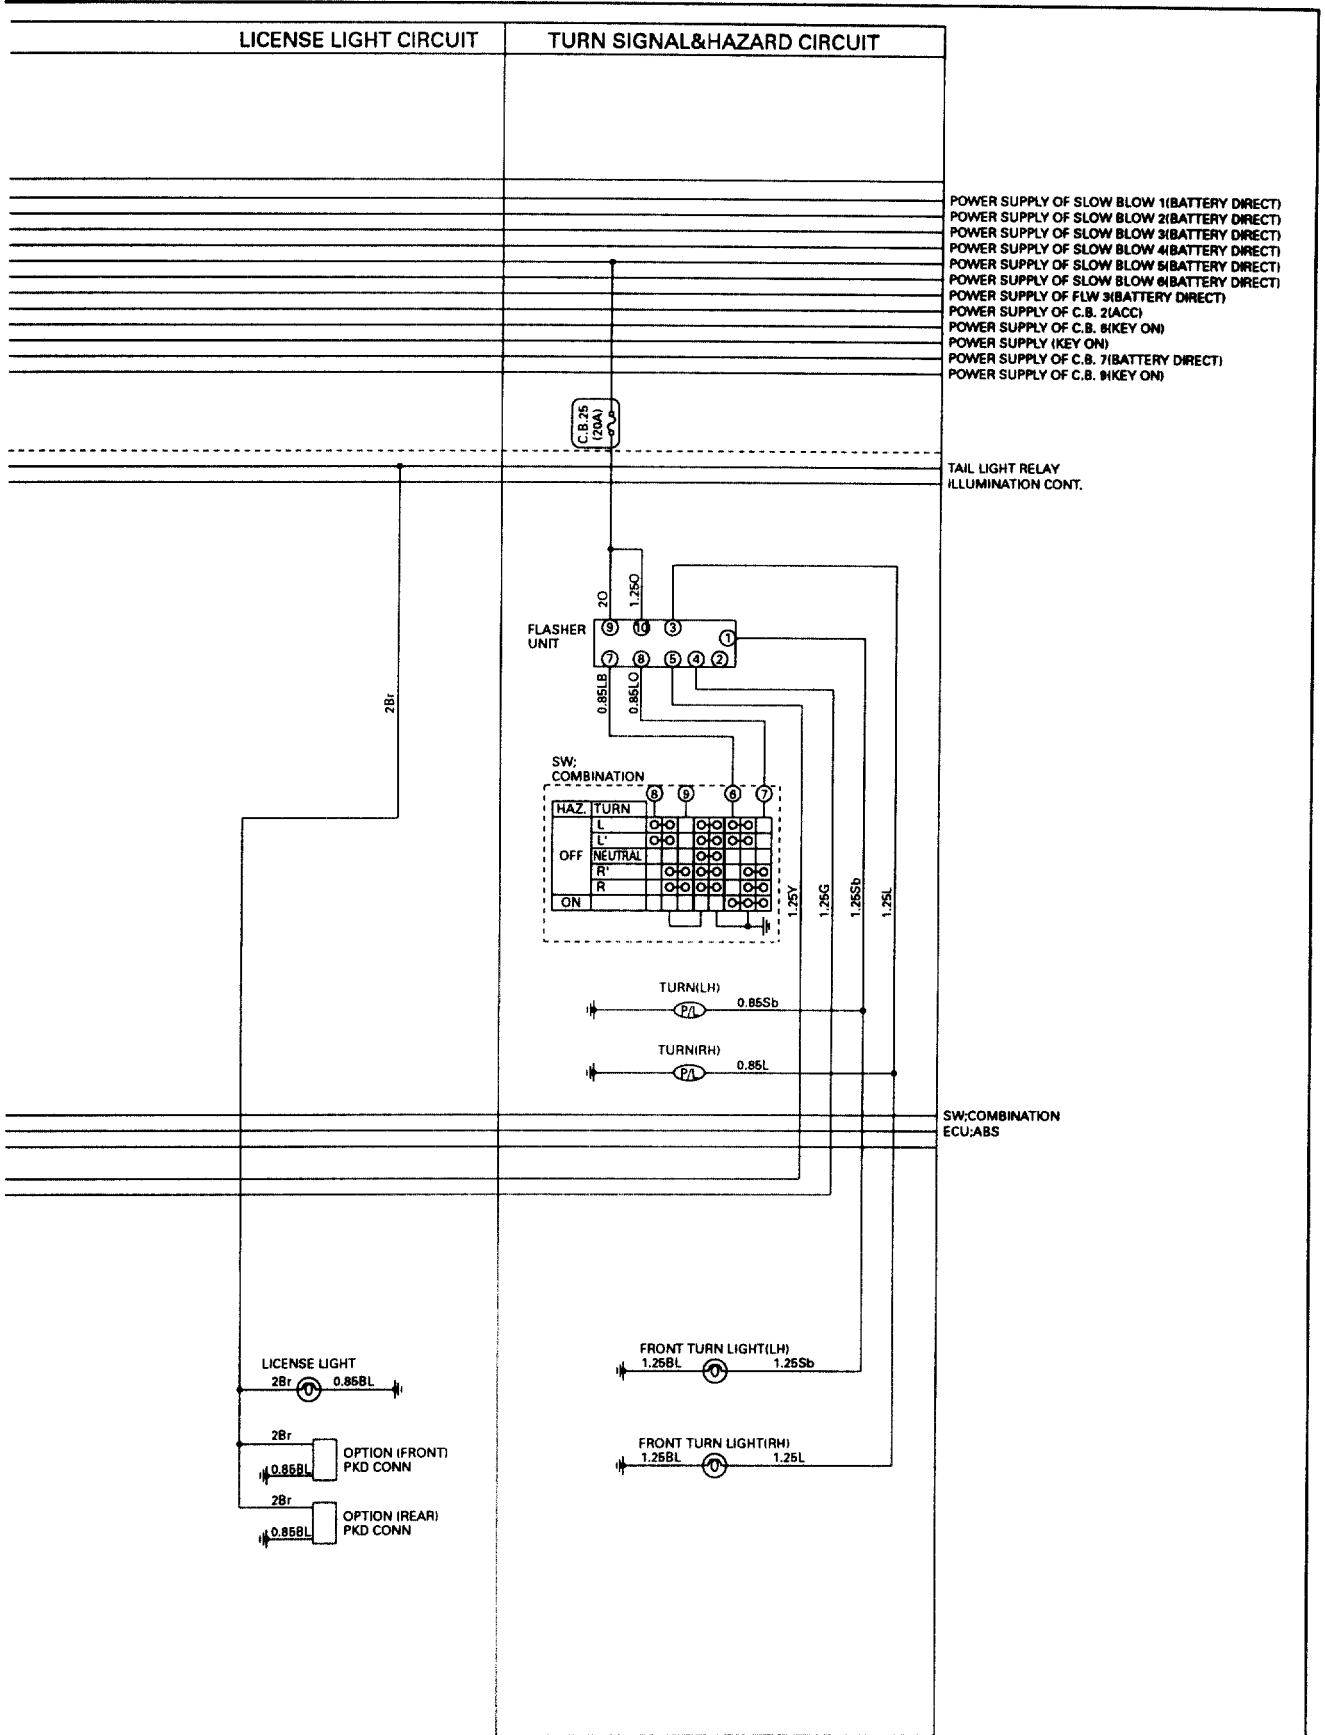 LICENSE LIGHT CIRCUIT
TURN SIGNAL&HAZARD CIRCUIT
POWER SUPPLY OF SLOW BLOW 1(BATTERY DIRECT)
POWER SUPPLY OF SLOW BLOW 2(BATTERY DIRECT)
POWER SUPPLY OF SLOW BLOW 3(BATTERY DIRECT)
POWER SUPPLY OF SLOW BLOW 4(BATTERY DIRECT)
POWER SUPPLY OF SLOW BLOW 5(BATTERY DIRECT)
POWER SUPPLY OF SLOW BLOW 6(BATTERY DIRECT)
POWER SUPPLY OF FLW 3(BATTERY DIRECT)
POWER SUPPLY OF C.B. 2(ACC)
POWER SUPPLY OF C.B. 8(KEY ON)
POWER SUPPLY (KEY ON)
POWER SUPPLY OF C.B. 7(BATTERY DIRECT)
POWER SUPPLY OF C.B. 9(KEY ON)
C.B.25
(20A)
TAIL LIGHT RELAY
ILLUMINATION CONT.
2O
1.25O
FLASHER
UNIT
9 10 3
1
7 8 5 4 2
0.85LB
0.85LO
2Br
SW;
COMBINATION
8 9 6 7
HAZ. TURN
L
L'
OFF NEUTRAL
R'
R
ON
1.25Y
1.25G
1.25Sb
1.25L
TURN(LH)
P/L
0.85Sb
TURN(RH)
P/L
0.85L
SW;COMBINATION
ECU;ABS
LICENSE LIGHT
2Br
0.85BL
FRONT TURN LIGHT(LH)
1.25BL
1.25Sb
2Br
OPTION (FRONT)
PKD CONN
0.85BL
FRONT TURN LIGHT(RH)
1.25BL
1.25L
2Br
OPTION (REAR)
PKD CONN
0.85BL